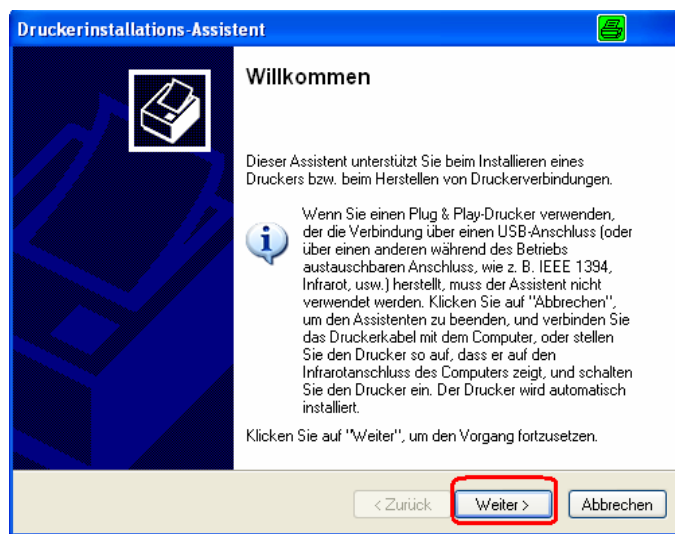 Druckerinstallations-Assistent
Willkommen
Dieser Assistent unterstützt Sie beim Installieren eines
Druckers bzw. beim Herstellen von Druckerverbindungen.
Wenn Sie einen Plug & Play-Drucker verwenden,
der die Verbindung über einen USB-Anschluss (oder
über einen anderen während des Betriebs
austauschbaren Anschluss, wie z. B. IEEE 1394,
Infrarot, usw.) herstellt, muss der Assistent nicht
verwendet werden. Klicken Sie auf "Abbrechen",
um den Assistenten zu beenden, und verbinden Sie
das Druckerkabel mit dem Computer, oder stellen
Sie den Drucker so auf, dass er auf den
Infrarotanschluss des Computers zeigt, und schalten
Sie den Drucker ein. Der Drucker wird automatisch
installiert.
Klicken Sie auf "Weiter", um den Vorgang fortzusetzen.
< Zurück Weiter > Abbrechen